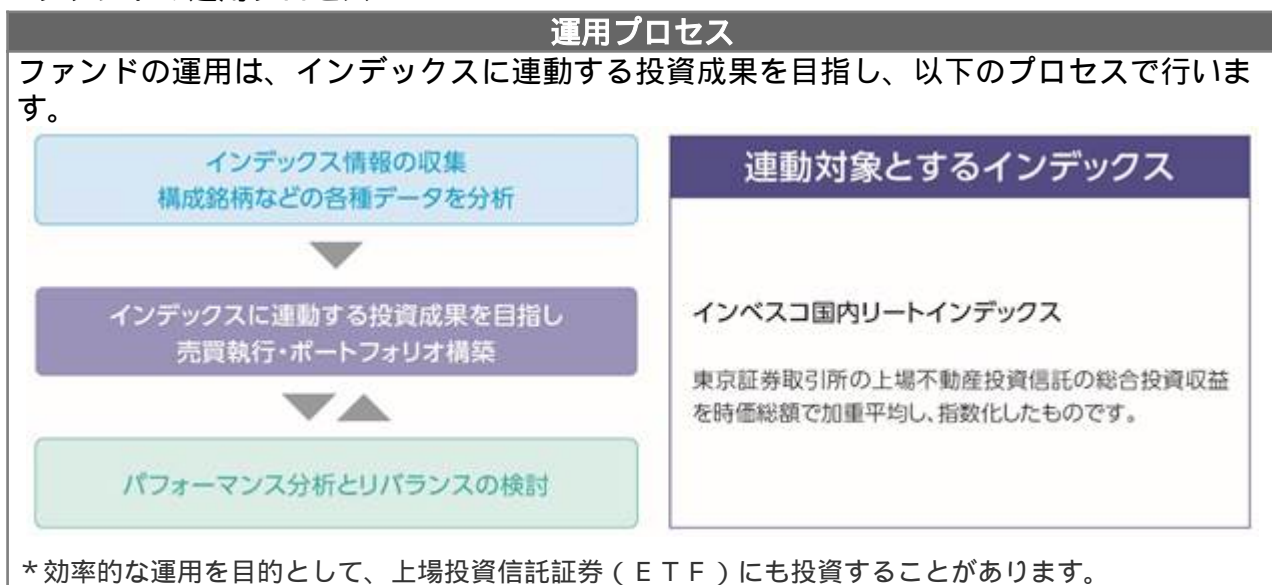 運用プロセス
ファンドの運用は、インデックスに連動する投資成果を目指し、以下のプロセスで行いま
す。
インデックス情報の収集
構成銘柄などの各種データを分析
インデックスに連動する投資成果を目指し
売買執行・ポートフォリオ構築
パフォーマンス分析とリバランスの検討
連動対象とするインデックス
インベスコ国内リートインデックス
東京証券取引所の上場不動産投資信託の総合投資収益
を時価総額で加重平均し、指数化したものです。
*効率的な運用を目的として、上場投資信託証券(ETF)にも投資することがあります。